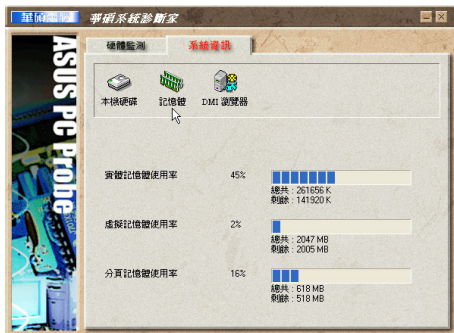 華碩系統診斷家
ASUS PC Probe
硬體監測
系統資訊
本機硬碟
記憶體
DMI 瀏覽器
實體記憶體使用率
45%
總共 : 261656 K
剩餘 : 141920 K
虛擬記憶體使用率
2%
總共 : 2047 MB
剩餘 : 2005 MB
分頁記憶體使用率
16%
總共 : 618 MB
剩餘 : 518 MB